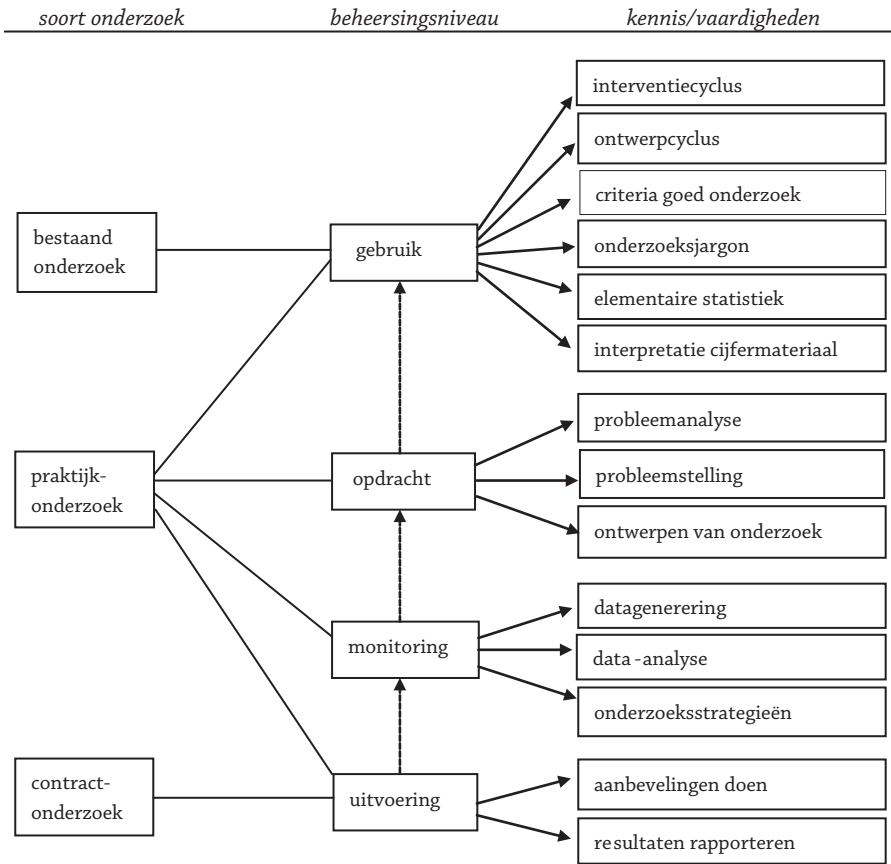 soort onderzoek
beheersingsniveau
kennis/vaardigheden
bestaand
onderzoek
gebruik
interventiecyclus
ontwerpcyclus
criteria goed onderzoek
onderzoeksjargon
elementaire statistiek
interpretatie cijfermateriaal
praktijk-
onderzoek
opdracht
probleemanalyse
probleemstelling
ontwerpen van onderzoek
monitoring
datagenerering
data-analyse
onderzoeksstrategieën
contract-
onderzoek
uitvoering
aanbevelingen doen
resultaten rapporteren